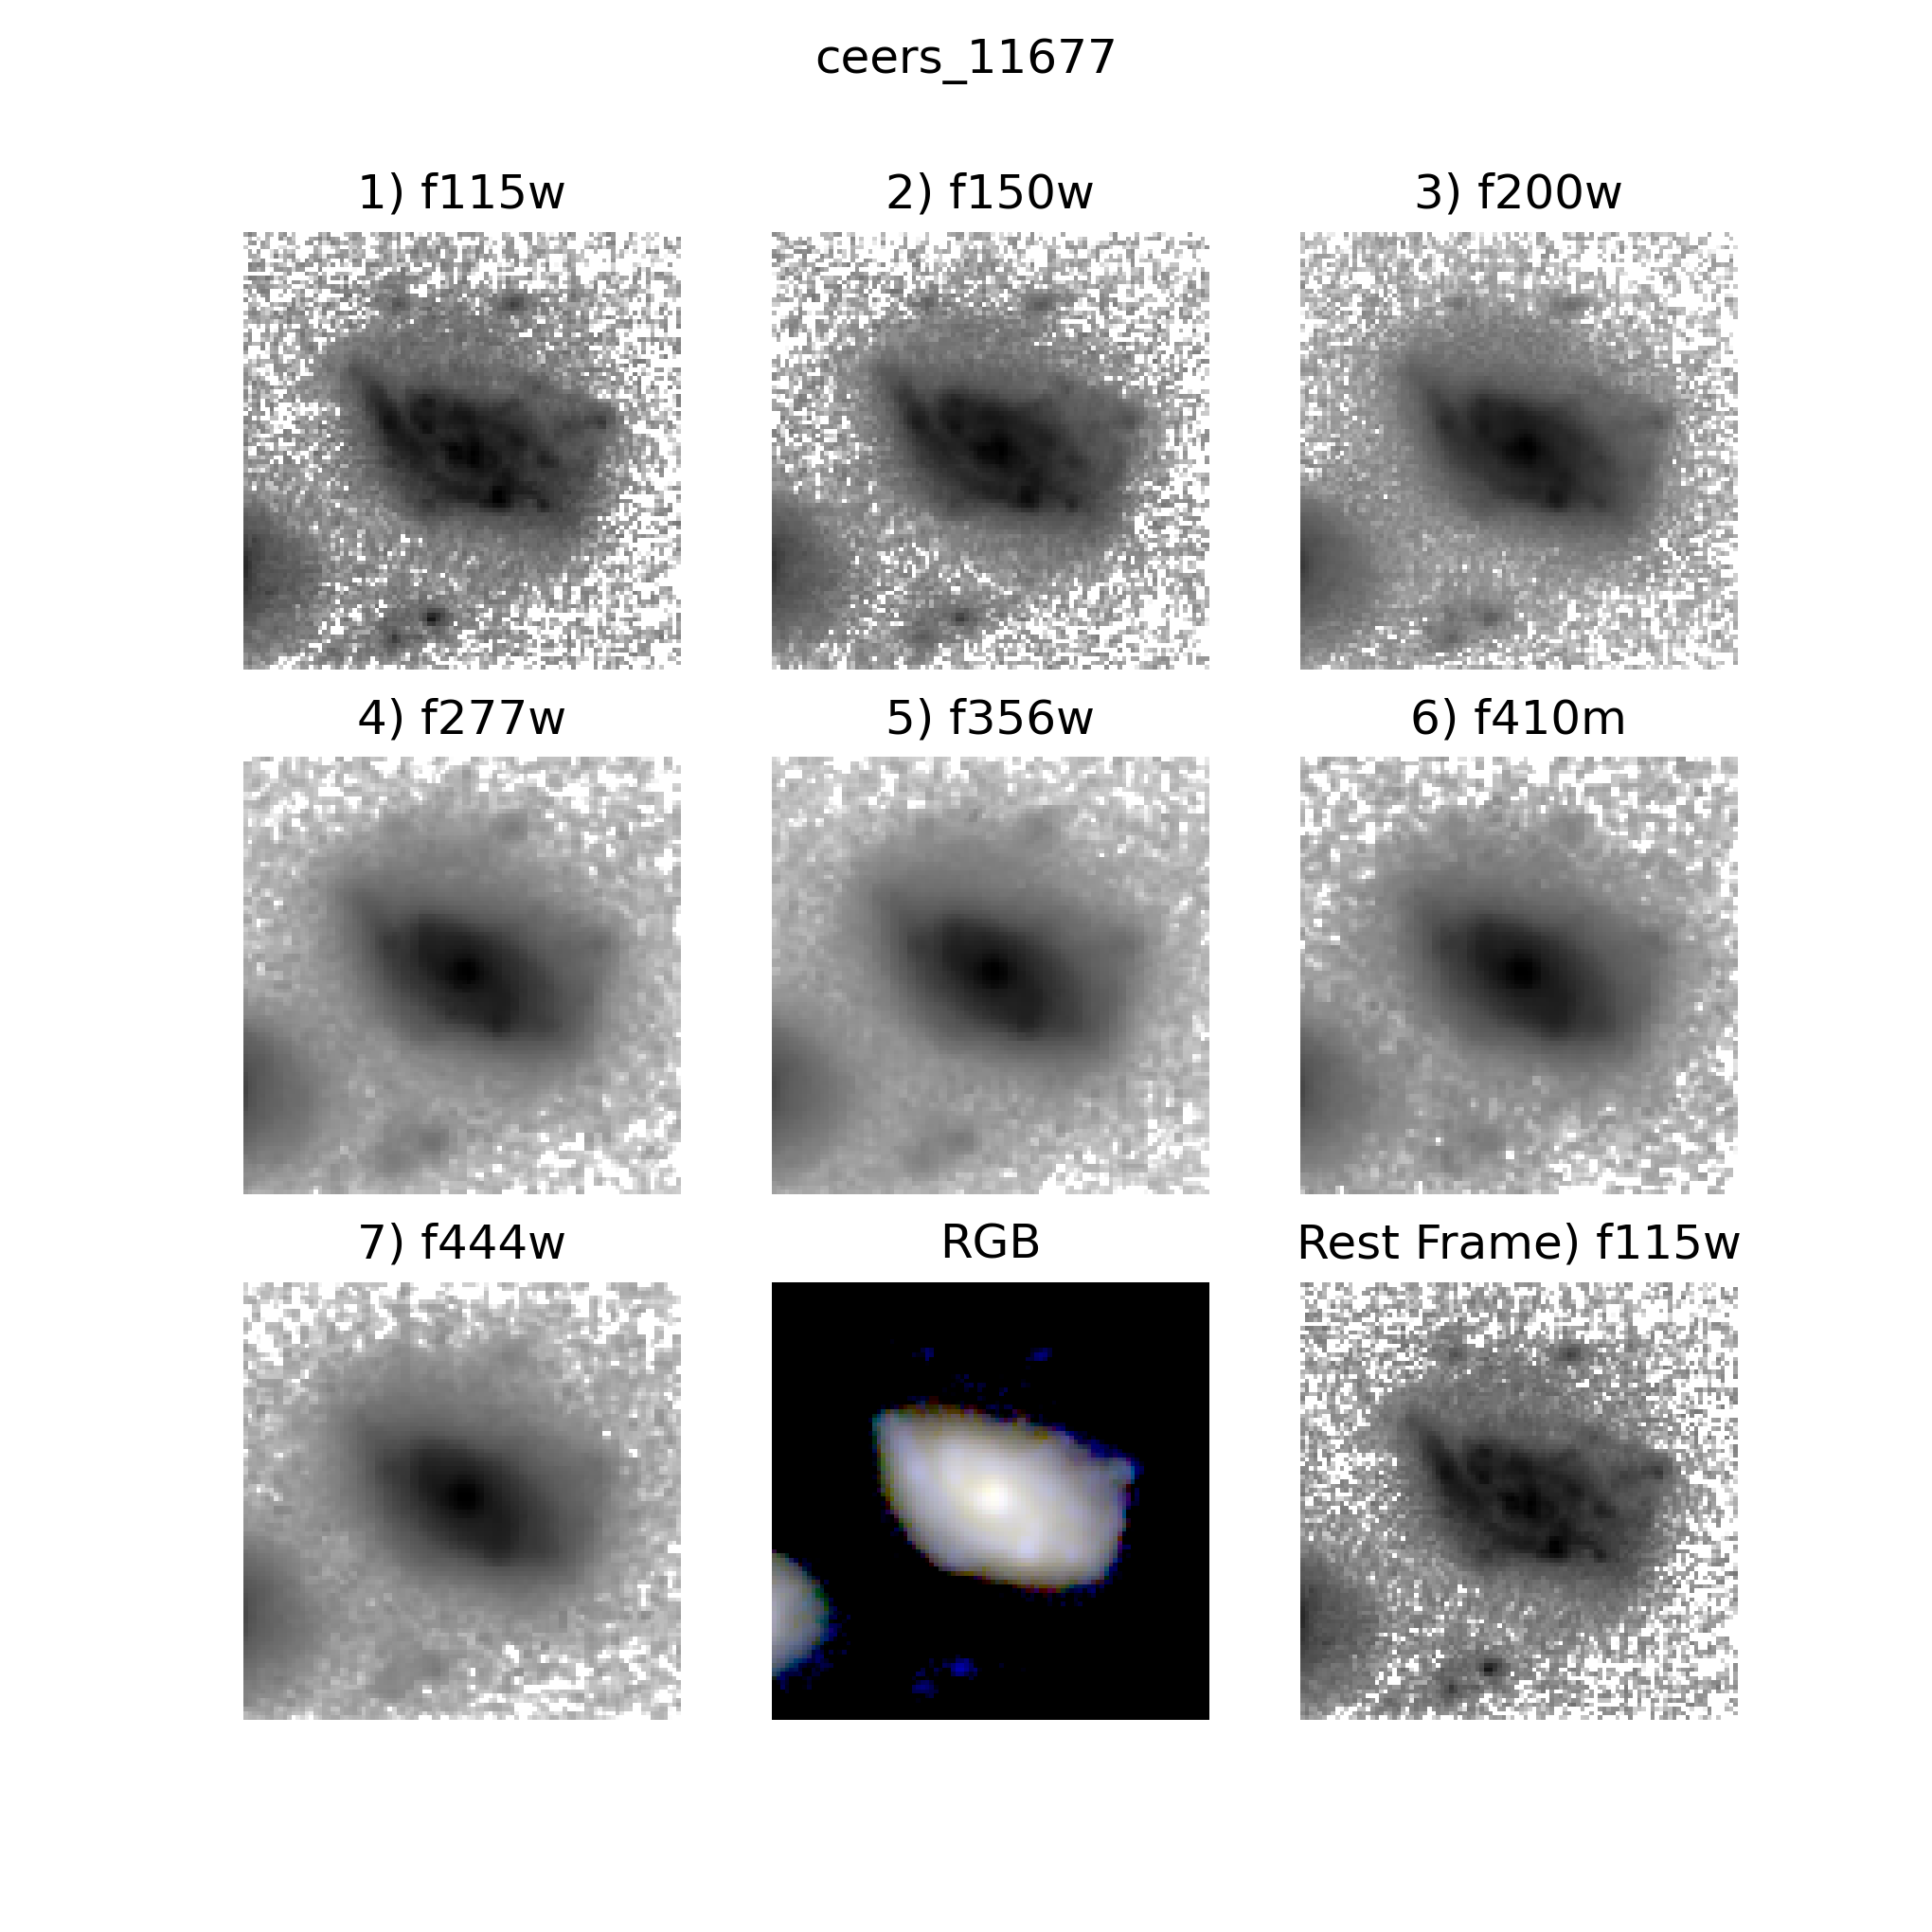 ceers_11677
1) f115w
2) f150w
3) f200w
4) f277w
5) f356w
6) f410m
7) f444w
RGB
Rest Frame) f115w